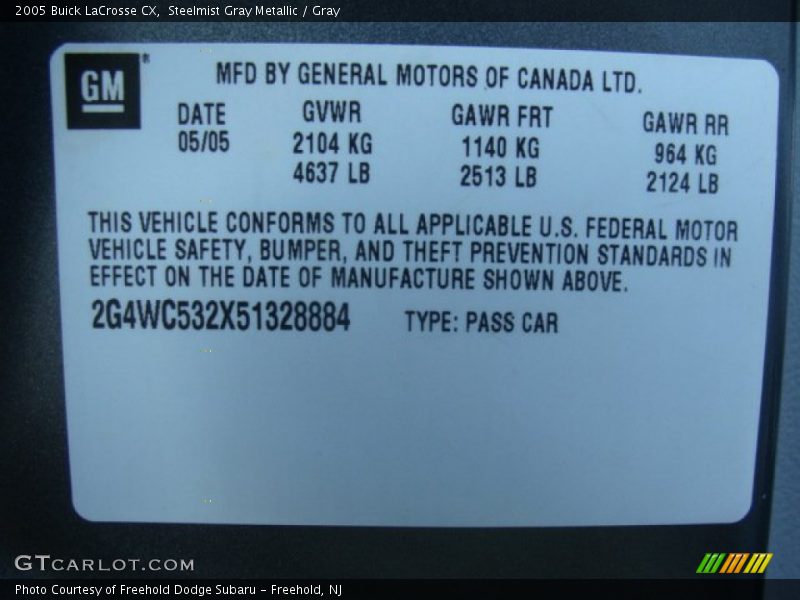 2005 Buick LaCrosse CX, Steelmist Gray Metallic / Gray
GM
MFD BY GENERAL MOTORS OF CANADA LTD.
DATE GVWR GAWR FRT GAWR RR
05/05 2104 KG 1140 KG 964 KG
4637 LB 2513 LB 2124 LB
THIS VEHICLE CONFORMS TO ALL APPLICABLE U.S. FEDERAL MOTOR
VEHICLE SAFETY, BUMPER, AND THEFT PREVENTION STANDARDS IN
EFFECT ON THE DATE OF MANUFACTURE SHOWN ABOVE.
2G4WC532X51328884 TYPE: PASS CAR
GTCARLOT.COM
Photo Courtesy of Freehold Dodge Subaru - Freehold, NJ